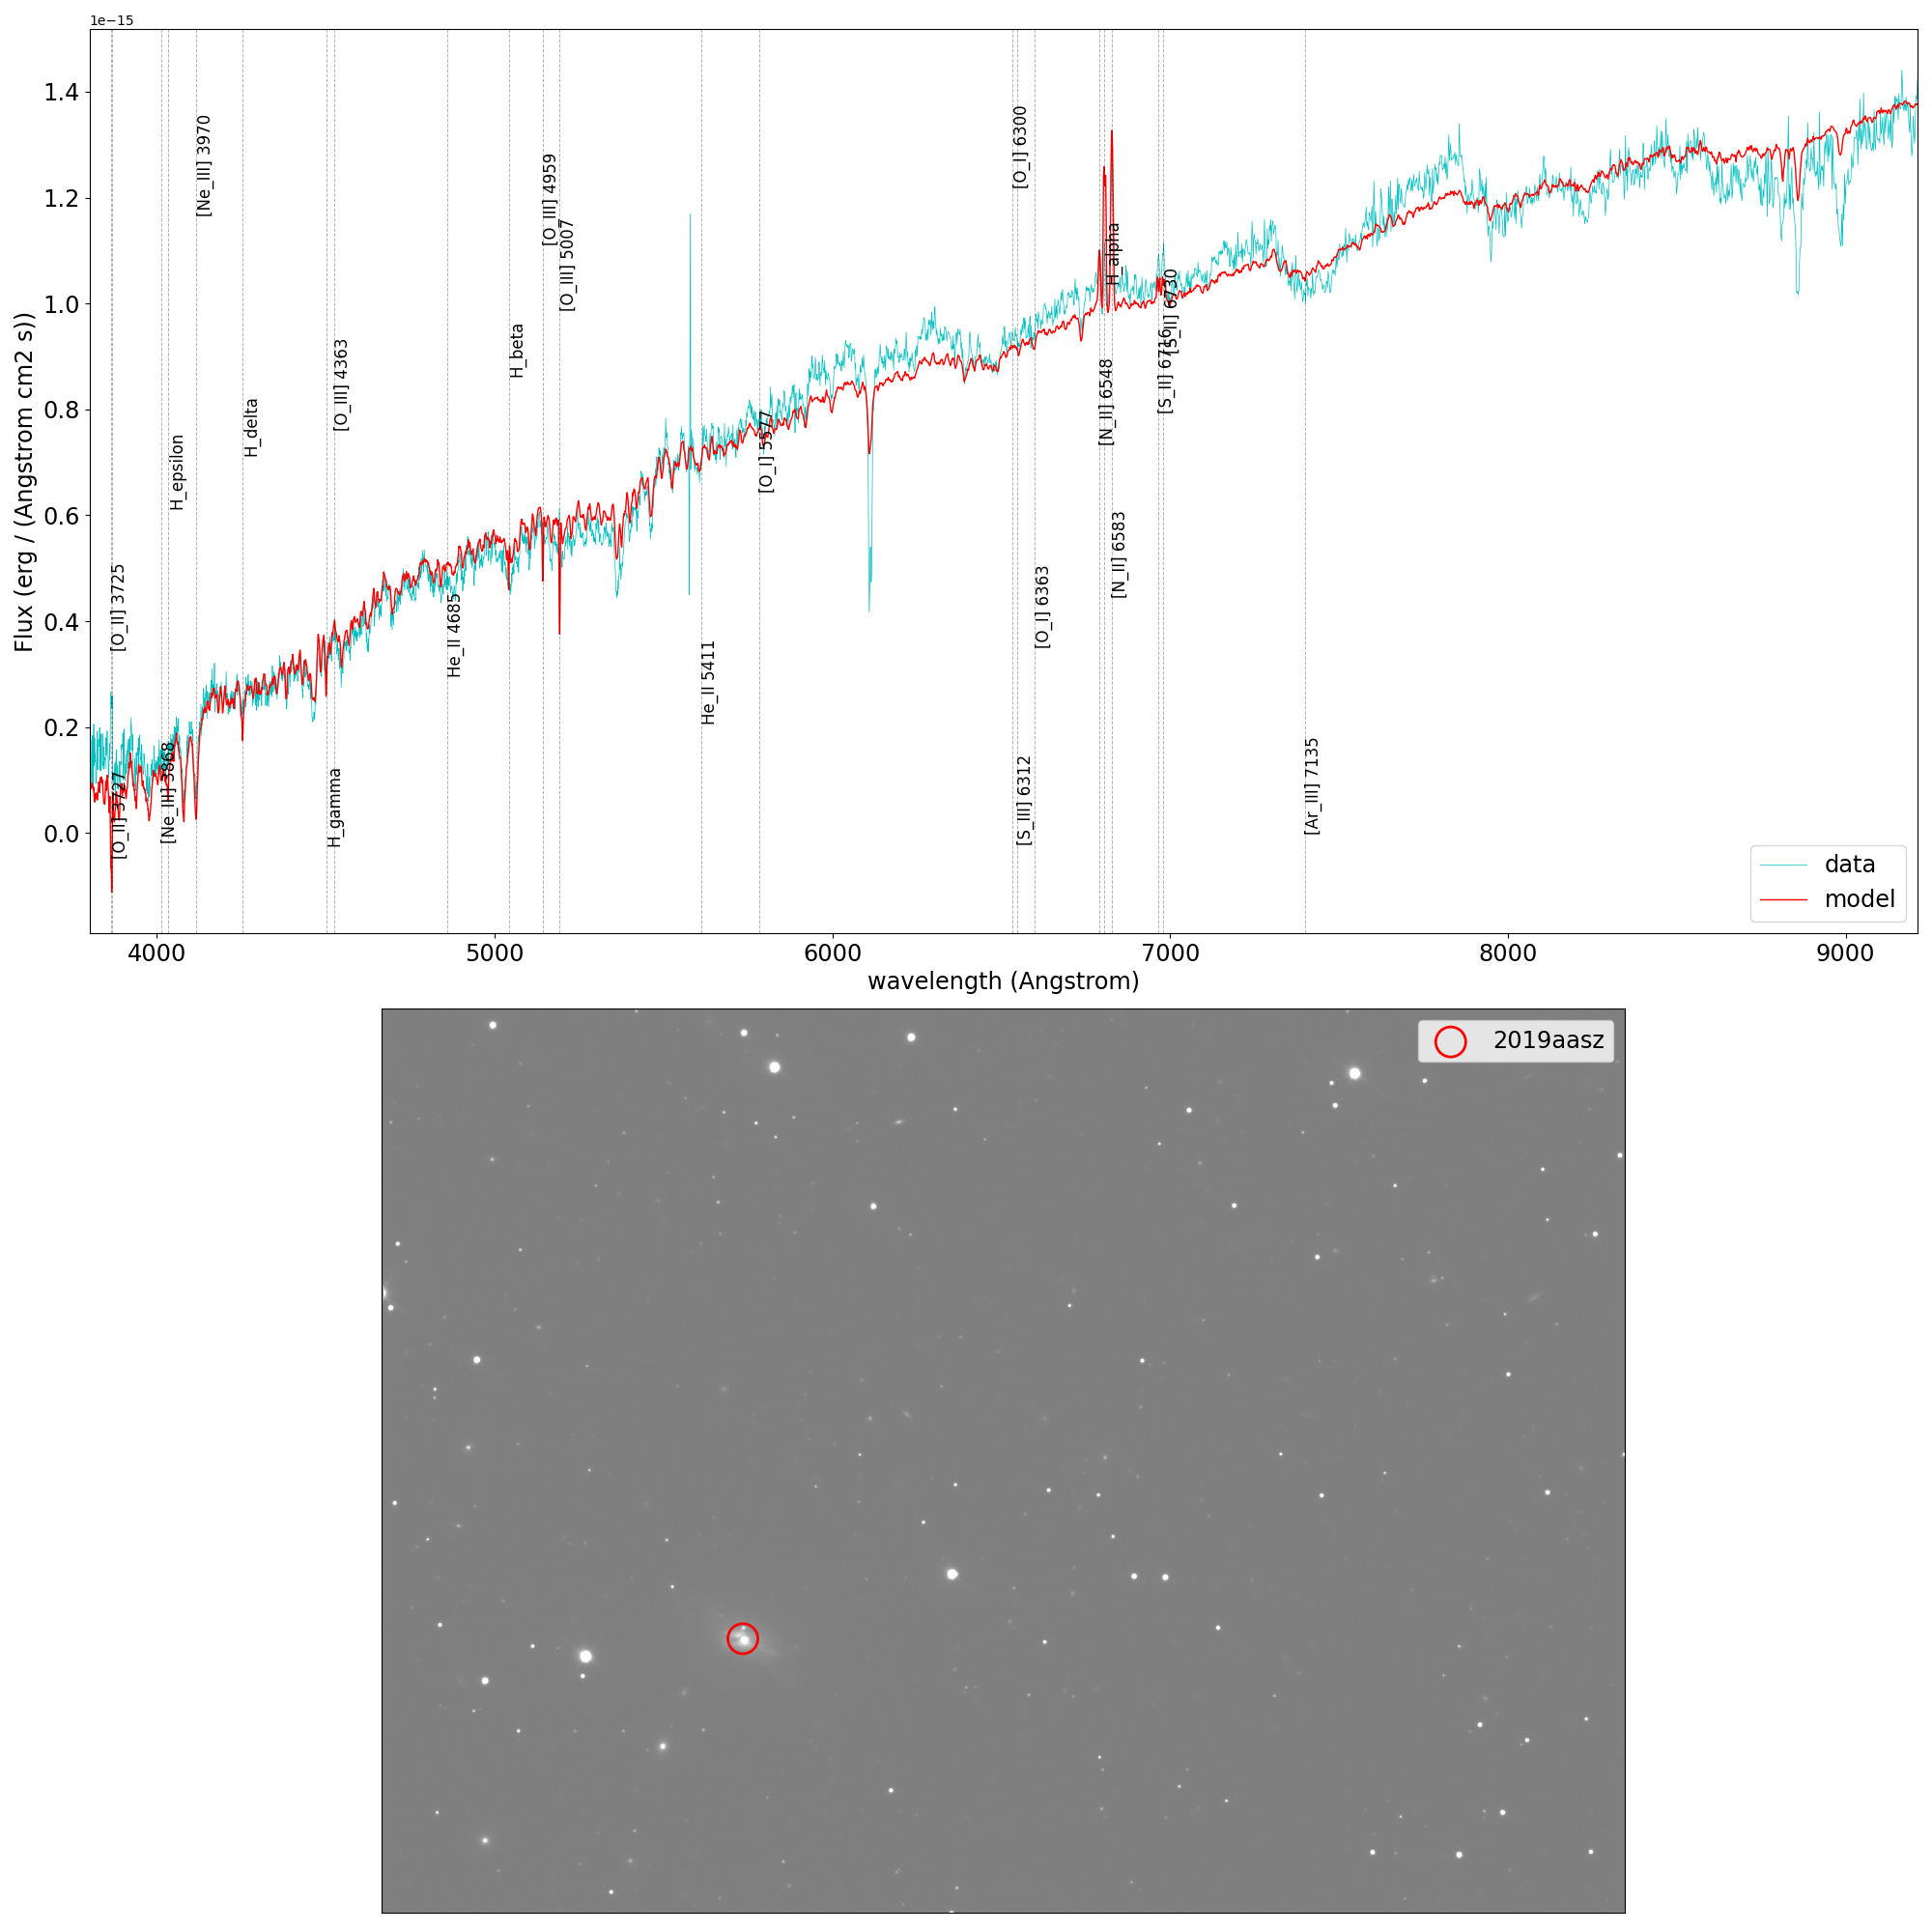 1e−15
Flux (erg / (Angstrom cm2 s))
1.4
1.2
1.0
0.8
0.6
0.4
0.2
0.0
[O_II] 3725
[O_II] 3727
[Ne_III] 3868
H_epsilon
[Ne_III] 3970
H_delta
H_gamma
[O_III] 4363
He_II 4685
H_beta
[O_III] 4959
[O_III] 5007
He_II 5411
[O_I] 5577
[O_I] 6300
[S_III] 6312
[O_I] 6363
[N_II] 6548
H_alpha
[N_II] 6583
[S_II] 6716
[S_II] 6730
[Ar_III] 7135
data
model
4000 5000 6000 7000 8000 9000
wavelength (Angstrom)
2019aasz